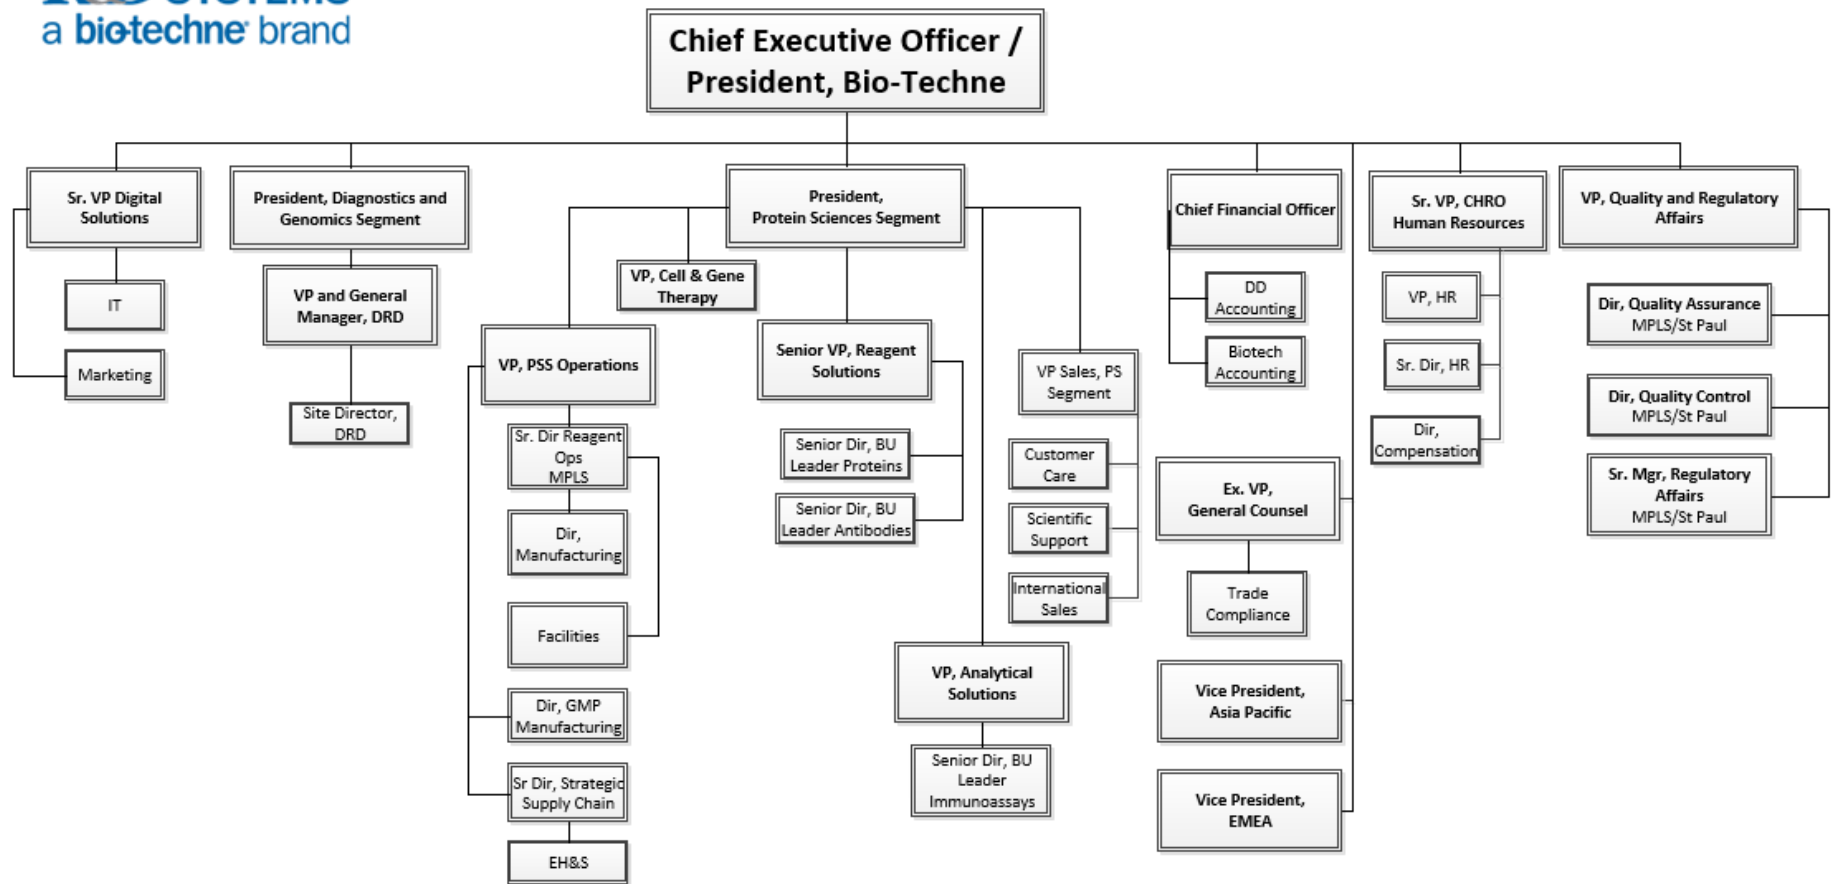 a bio-techne brand
Chief Executive Officer /
President, Bio-Techne
Sr. VP Digital
Solutions
IT
Marketing
President, Diagnostics and
Genomics Segment
VP and General
Manager, DRD
Site Director,
DRD
President,
Protein Sciences Segment
VP, Cell & Gene
Therapy
VP, PSS Operations
Sr. Dir Reagent
Ops
MPLS
Dir,
Manufacturing
Facilities
Dir, GMP
Manufacturing
Sr Dir, Strategic
Supply Chain
EH&S
Senior VP, Reagent
Solutions
Senior Dir, BU
Leader Proteins
Senior Dir, BU
Leader Antibodies
VP, Analytical
Solutions
Senior Dir, BU
Leader
Immunoassays
VP Sales, PS
Segment
Customer
Care
Scientific
Support
International
Sales
Chief Financial Officer
DD
Accounting
Biotech
Accounting
Ex. VP,
General Counsel
Trade
Compliance
Vice President,
Asia Pacific
Vice President,
EMEA
Sr. VP, CHRO
Human Resources
VP, HR
Sr. Dir, HR
Dir,
Compensation
VP, Quality and Regulatory
Affairs
Dir, Quality Assurance
MPLS/St Paul
Dir, Quality Control
MPLS/St Paul
Sr. Mgr, Regulatory
Affairs
MPLS/St Paul